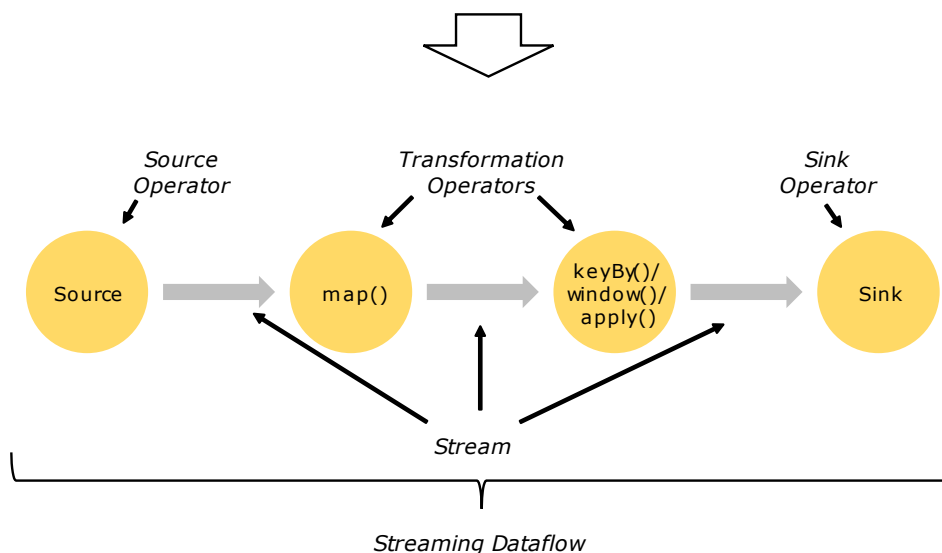 Source
Operator
Transformation
Operators
Sink
Operator
Source
map()
keyBy()/
window()/
apply()
Sink
Stream
Streaming Dataflow